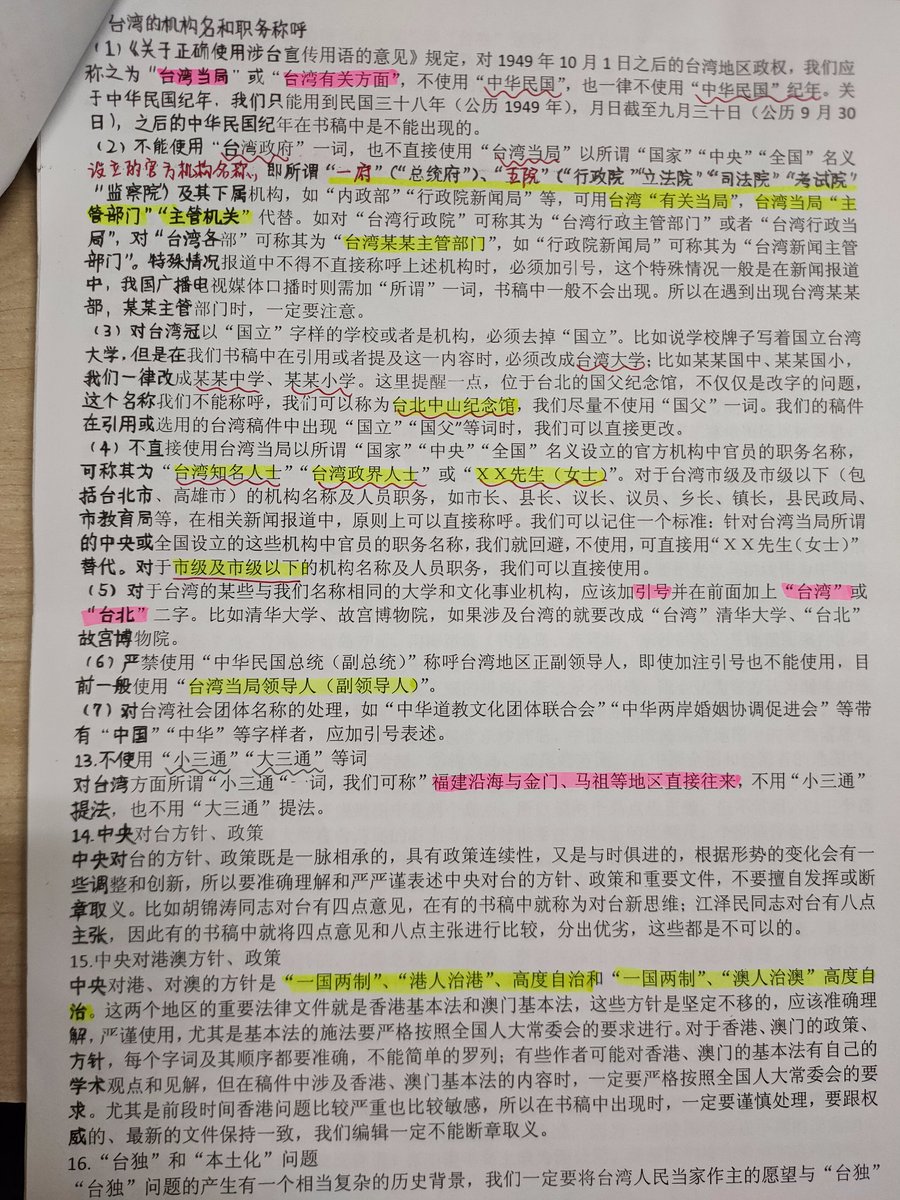 台湾的机构名和职务称呼
（1）《关于正确使用涉台宣传用语的意见》规定，对 1949 年 10 月 1 日之后的台湾地区政权，我们应
称之为“台湾当局”或“台湾有关方面”，不使用“中华民国”，也一律不使用“中华民国”纪年。关
于中华民国纪年，我们只能用到民国三十八年（公历 1949 年），月日截至九月三十日（公历 9 月 30
日），之后的中华民国纪年在书稿中是不能出现的。
（2）不能使用“台湾政府”一词，也不直接使用“台湾当局”以所谓“国家”“中央”“全国”名义
设立的官方机构名称，即所谓“一府”（“总统府”）、“五院”（“行政院”“立法院”“司法院”“考试院”
“监察院”）及其下属机构，如“内政部”“行政院新闻局”等，可用台湾“有关当局”，台湾当局“主
管部门”“主管机关”代替。如对“台湾行政院”可称其为“台湾行政主管部门”或者“台湾行政当
局”，对“台湾各部”可称其为“台湾某某主管部门”，如“行政院新闻局”可称其为“台湾新闻主管
部门”。特殊情况报道中不得不直接称呼上述机构时，必须加引号，这个特殊情况一般是在新闻报道
中，我国广播电视媒体口播时则需加“所谓”一词，书稿中一般不会出现。所以在遇到出现台湾某某
部，某某主管部门时，一定要注意。
（3）对台湾冠以“国立”字样的学校或者是机构，必须去掉“国立”。比如说学校牌子写着国立台湾
大学，但是在我们书稿中在引用或者提及这一内容时，必须改成台湾大学；比如某某国中、某某国小，
我们一律改成某某中学、某某小学。这里提醒一点，位于台北的国父纪念馆，不仅仅是改字的问题，
这个名称我们不能称呼，我们可以称为台北中山纪念馆，我们尽量不使用“国父”一词。我们的稿件
在引用或选用的台湾稿件中出现“国立”“国父”等词时，我们可以直接更改。
（4）不直接使用台湾当局以所谓“国家”“中央”“全国”名义设立的官方机构中官员的职务名称，
可称其为“台湾知名人士”“台湾政界人士”或“ＸＸ先生（女士）”。对于台湾市级及市级以下（包
括台北市、高雄市）的机构名称及人员职务，如市长、县长、议长、议员、乡长、镇长，县民政局、
市教育局等，在相关新闻报道中，原则上可以直接称呼。我们可以记住一个标准：针对台湾当局所谓
的中央或全国设立的这些机构中官员的职务名称，我们就回避，不使用，可直接用“ＸＸ先生（女士）”
替代。对于市级及市级以下的机构名称及人员职务，我们可以直接使用。
（5）对于台湾的某些与我们名称相同的大学和文化事业机构，应该加引号并在前面加上“台湾”或
“台北”二字。比如清华大学、故宫博物院，如果涉及台湾的就要改成“台湾”清华大学、“台北”
故宫博物院。
（6）严禁使用“中华民国总统（副总统）”称呼台湾地区正副领导人，即使加注引号也不能使用，目
前一般使用“台湾当局领导人（副领导人）”。
（7）对台湾社会团体名称的处理，如“中华道教文化团体联合会”“中华两岸婚姻协调促进会”等带
有“中国”“中华”等字样者，应加引号表述。
13.不使用“小三通”“大三通”等词
对台湾方面所谓“小三通“一词，我们可称”福建沿海与金门、马祖等地区直接往来，不用“小三通”
提法，也不用“大三通”提法。
14.中央对台方针、政策
中央对台的方针、政策既是一脉相承的，具有政策连续性，又是与时俱进的，根据形势的变化会有一
些调整和创新，所以要准确理解和严严谨表述中央对台的方针、政策和重要文件，不要擅自发挥或断
章取义。比如胡锦涛同志对台有四点意见，在有的书稿中就称为对台新思维；江泽民同志对台有八点
主张，因此有的书稿中就将四点意见和八点主张进行比较，分出优劣，这些都是不可以的。
15.中央对港澳方针、政策
中央对港、对澳的方针是“一国两制”、“港人治港”、高度自治和“一国两制”、“澳人治澳”高度自
治。这两个地区的重要法律文件就是香港基本法和澳门基本法，这些方针是坚定不移的，应该准确理
解，严谨使用，尤其是基本法的施法要严格按照全国人大常委会的要求进行。对于香港、澳门的政策、
方针，每个字词及其顺序都要准确，不能简单的罗列；有些作者可能对香港、澳门的基本法有自己的
学术观点和见解，但在稿件中涉及香港、澳门基本法的内容时，一定要严格按照全国人大常委会的要
求。尤其是前段时间香港问题比较严重也比较敏感，所以在书稿中出现时，一定要谨慎处理，要跟权
威的、最新的文件保持一致，我们编辑一定不能断章取义。
16.“台独”和“本土化”问题
“台独”问题的产生有一个相当复杂的历史背景，我们一定要将台湾人民当家作主的愿望与“台独”